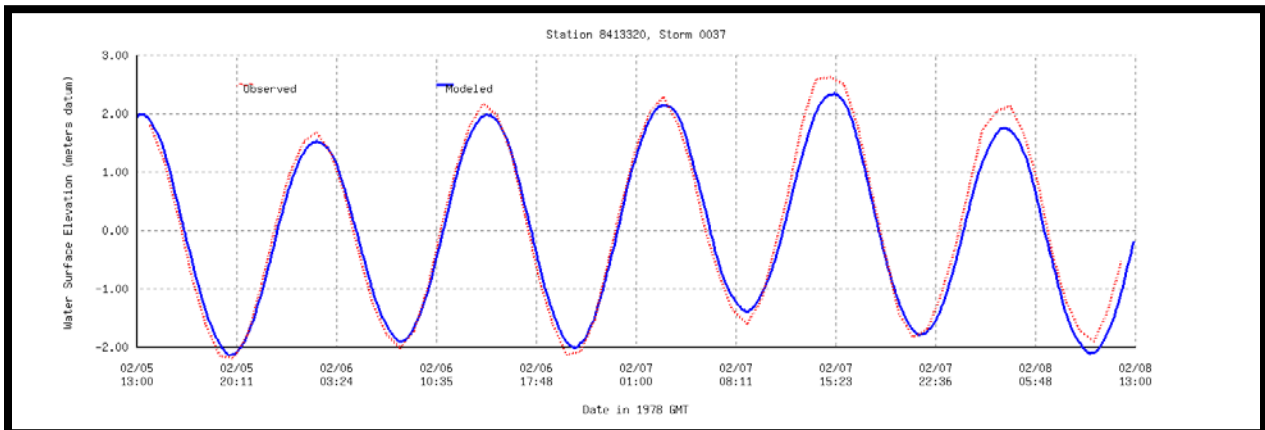 Station 8413320, Storm 0037
3.00
2.00
1.00
0.00
-1.00
-2.00
Water Surface Elevation (meters datum)
Observed
Modeled
02/05 02/05 02/06 02/06 02/06 02/07 02/07 02/07 02/07 02/08 02/08
13:00 20:11 03:24 10:35 17:48 01:00 08:11 15:23 22:36 05:48 13:00
Date in 1978 GMT